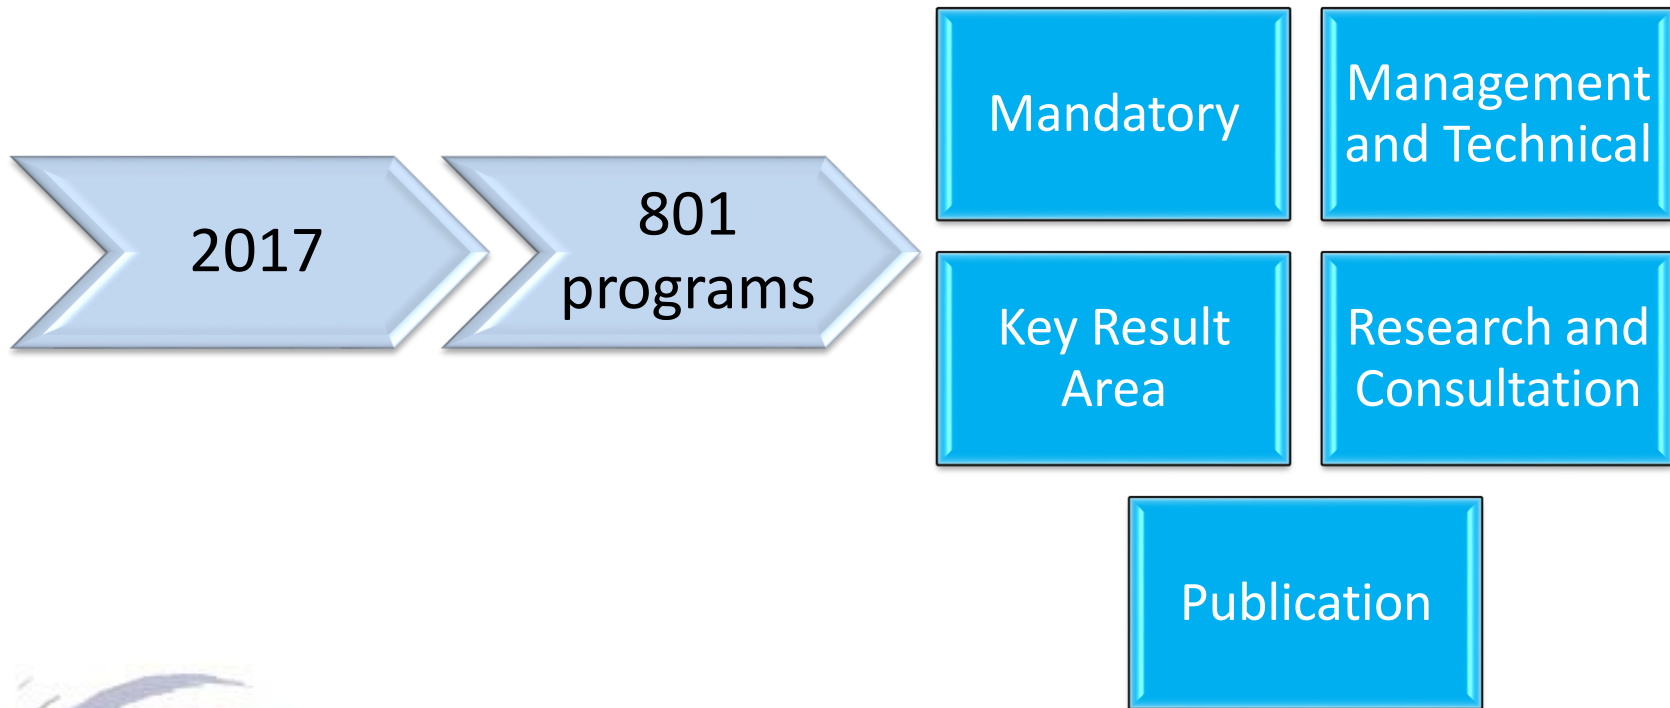 2017
801
programs
Mandatory
Management
and Technical
Key Result
Area
Research and
Consultation
Publication